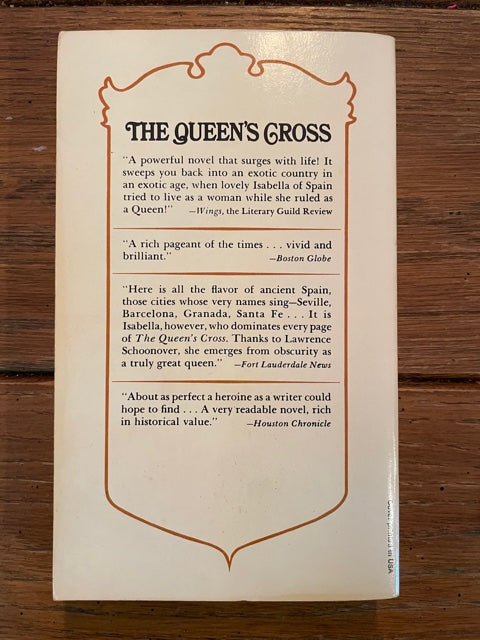 THE QUEEN'S CROSS
"A powerful novel that surges with life! It
sweeps you back into an exotic country in
an exotic age, when lovely Isabella of Spain
tried to live as a woman while she ruled as
a Queen!" —Wings, the Literary Guild Review
"A rich pageant of the times . . . vivid and
brilliant." —Boston Globe
"Here is all the flavor of ancient Spain,
those cities whose very names sing—Seville,
Barcelona, Granada, Santa Fe . . . It is
Isabella, however, who dominates every page
of The Queen's Cross. Thanks to Lawrence
Schoonover, she emerges from obscurity as
a truly great queen." —Fort Lauderdale News
"About as perfect a heroine as a writer could
hope to find . . . A very readable novel, rich
in historical value." —Houston Chronicle
Cover printed in USA